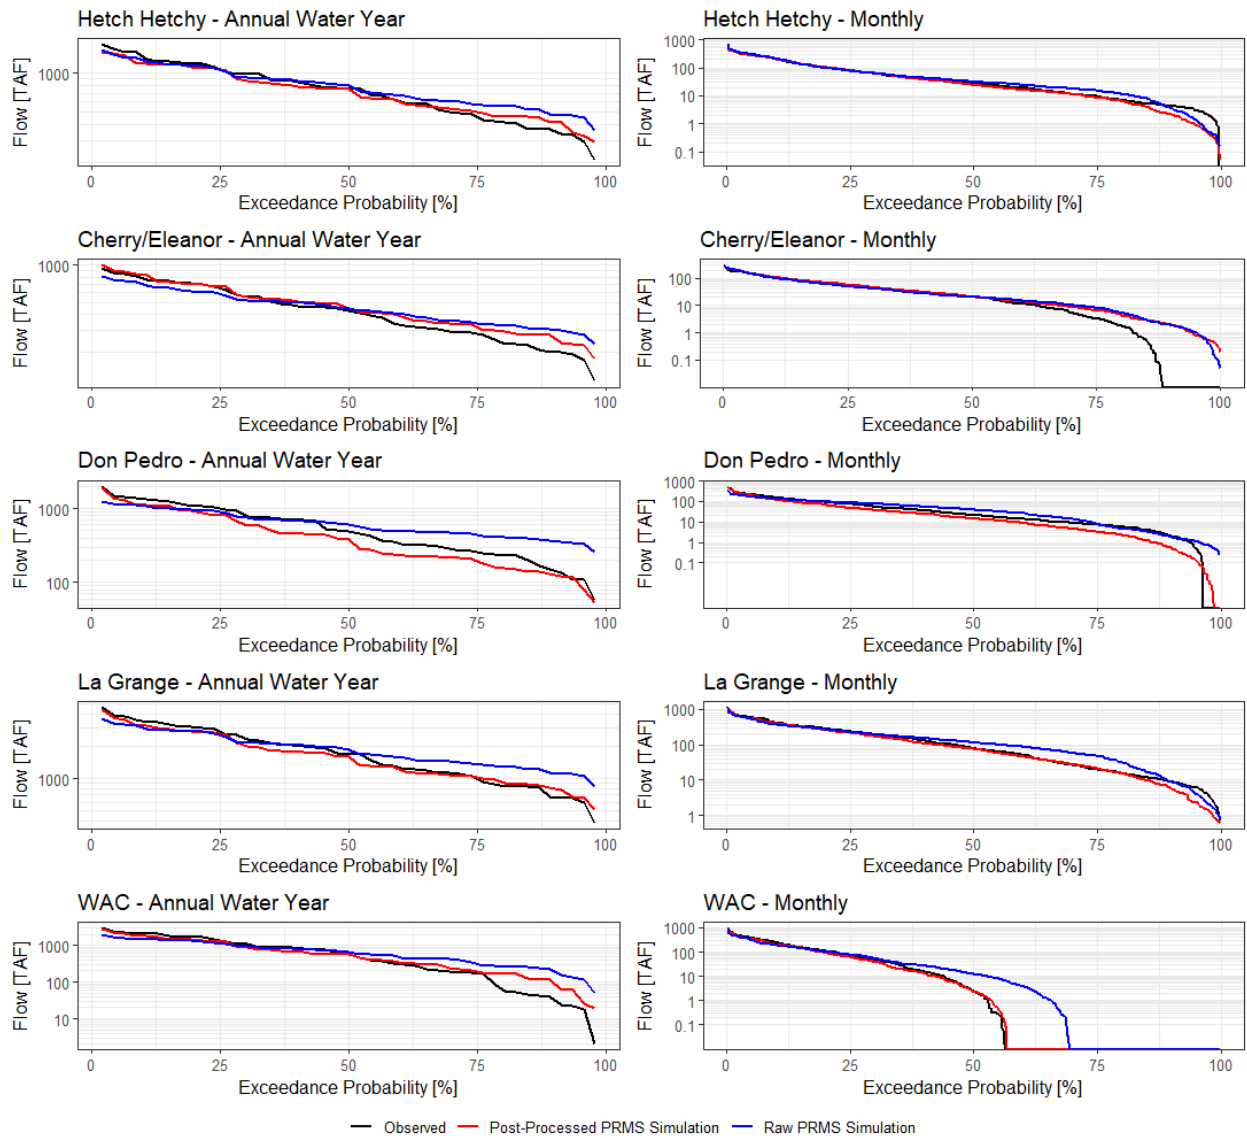 Hetch Hetchy - Annual Water Year
Flow [TAF]
1000
0 25 50 75 100
Exceedance Probability [%]
Hetch Hetchy - Monthly
Flow [TAF]
1000
100
10
1
0.1
0 25 50 75 100
Exceedance Probability [%]
Cherry/Eleanor - Annual Water Year
Flow [TAF]
1000
0 25 50 75 100
Exceedance Probability [%]
Cherry/Eleanor - Monthly
Flow [TAF]
100
10
1
0.1
0 25 50 75 100
Exceedance Probability [%]
Don Pedro - Annual Water Year
Flow [TAF]
1000
100
0 25 50 75 100
Exceedance Probability [%]
Don Pedro - Monthly
Flow [TAF]
1000
100
10
1
0.1
0 25 50 75 100
Exceedance Probability [%]
La Grange - Annual Water Year
Flow [TAF]
1000
0 25 50 75 100
Exceedance Probability [%]
La Grange - Monthly
Flow [TAF]
1000
100
10
1
0 25 50 75 100
Exceedance Probability [%]
WAC - Annual Water Year
Flow [TAF]
1000
100
10
0 25 50 75 100
Exceedance Probability [%]
WAC - Monthly
Flow [TAF]
1000
100
10
1
0.1
0 25 50 75 100
Exceedance Probability [%]
Observed Post-Processed PRMS Simulation Raw PRMS Simulation